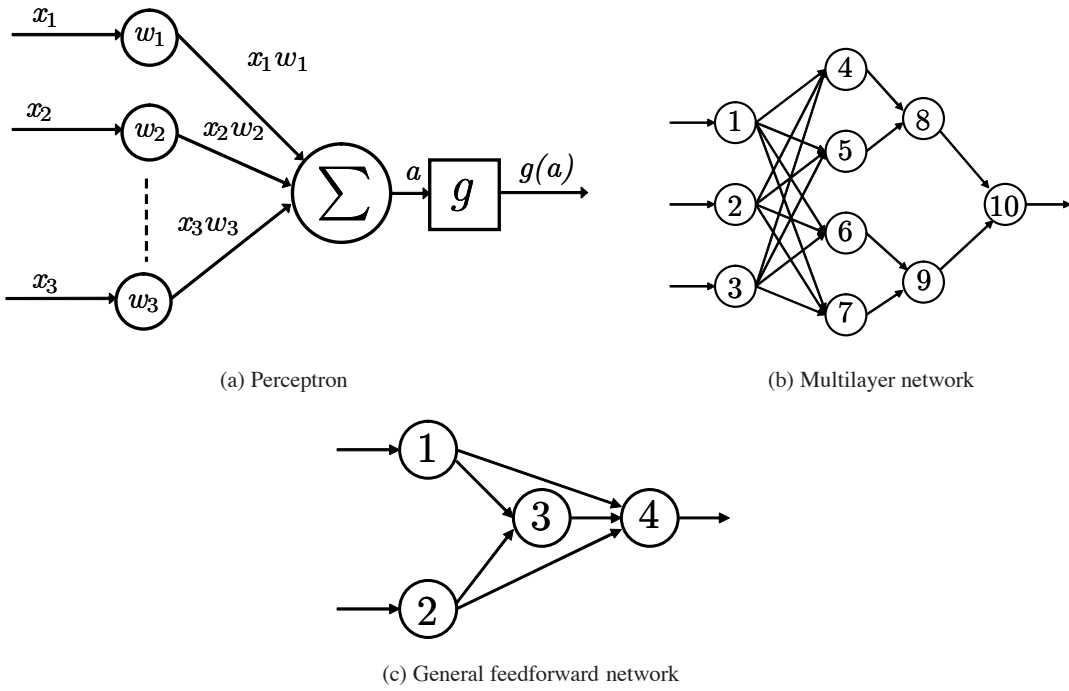 x₁
w₁
x₁w₁
x₂
w₂
x₂w₂
x₃
w₃
x₃w₃
∑
a
g
g(a)
(a) Perceptron
1
2
3
4
5
6
7
8
9
10
(b) Multilayer network
1
2
3
4
(c) General feedforward network